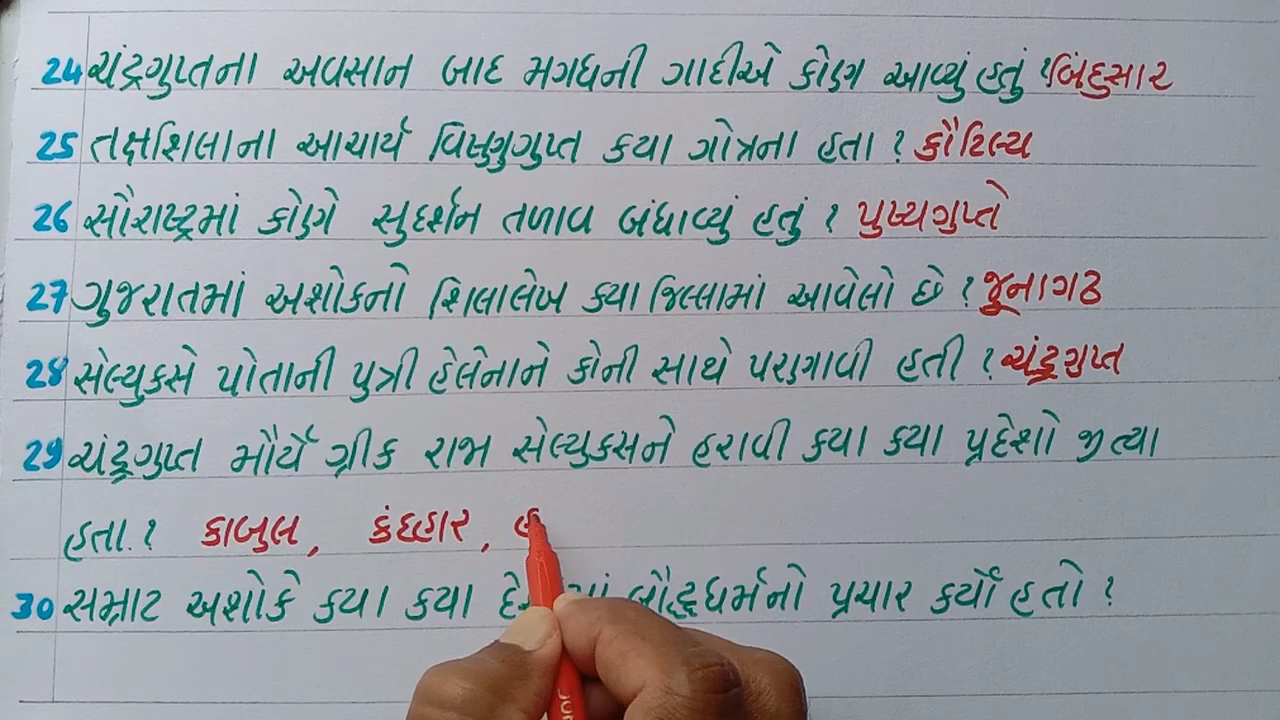 24 ચંદ્રગુપ્તના અવસાન બાદ મગધની ગાદીએ કોણ આવ્યું હતું ? બિંદુસાર
25 તક્ષશિલાના આચાર્ય વિષ્ણુગુપ્ત કયા ગોત્રના હતા ? કૌટિલ્ય
26 સૌરાષ્ટ્રમાં કોણે સુદર્શન તળાવ બંધાવ્યું હતું ? પુષ્યગુપ્તે
27 ગુજરાતમાં અશોકનો શિલાલેખ કયા જિલ્લામાં આવેલો છે ? જૂનાગઢ
28 સેલ્યુકસે પોતાની પુત્રી હેલેનાને કોની સાથે પરણાવી હતી ? ચંદ્રગુપ્ત
29 ચંદ્રગુપ્ત મૌર્યે ગ્રીક રાજા સેલ્યુકસને હરાવી કયા કયા પ્રદેશો જીત્યા
હતા. ? કાબુલ, કંદહાર,
30 સમ્રાટ અશોકે કયા કયા બૌદ્ધધર્મનો પ્રચાર કર્યો હતો ?